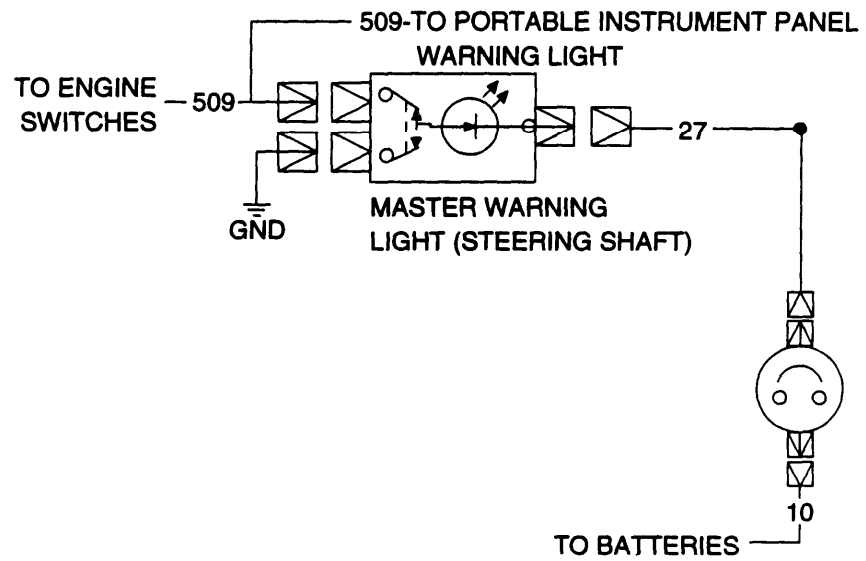 509-TO PORTABLE INSTRUMENT PANEL
WARNING LIGHT
TO ENGINE
SWITCHES
509
27
GND
MASTER WARNING
LIGHT (STEERING SHAFT)
10
TO BATTERIES